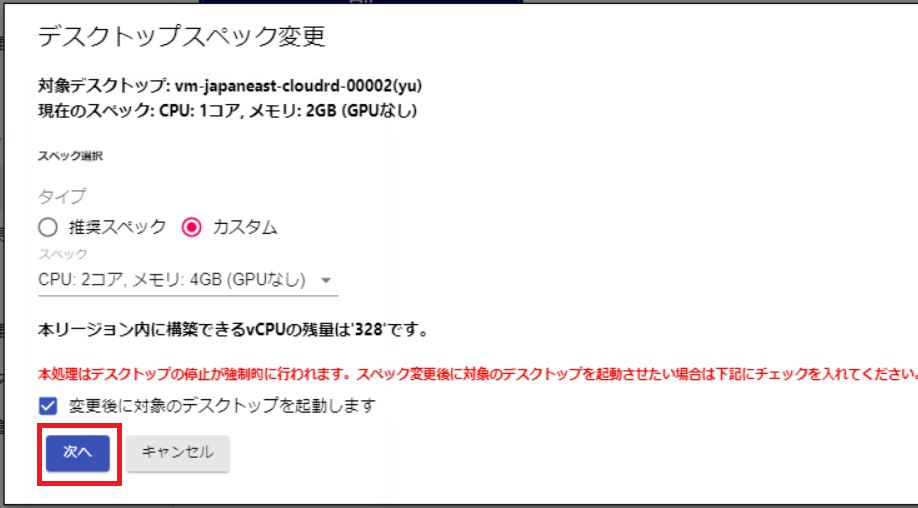 デスクトップスペック変更
対象デスクトップ: vm-japaneast-cloudrd-00002(yu)
現在のスペック: CPU: 1コア, メモリ: 2GB (GPUなし)
スペック選択
タイプ
推奨スペック カスタム
スペック
CPU: 2コア, メモリ: 4GB (GPUなし)
本リージョン内に構築できるvCPUの残量は'328'です。
本処理はデスクトップの停止が強制的に行われます。スペック変更後に対象のデスクトップを起動させたい場合は下記にチェックを入れてください。
変更後に対象のデスクトップを起動します
次へ キャンセル